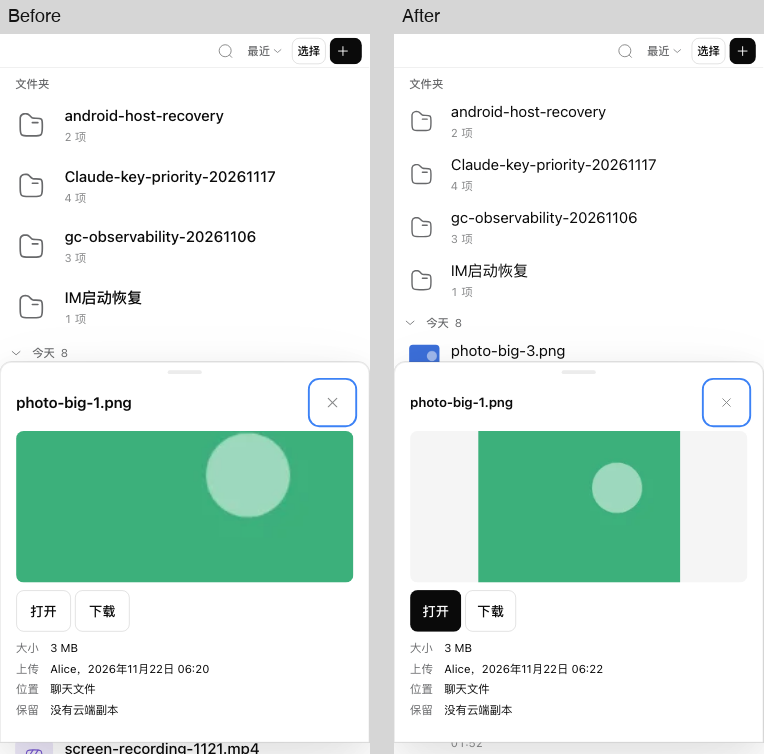 Before
最近
选择
文件夹
android-host-recovery
2 项
Claude-key-priority-20261117
4 项
gc-observability-20261106
3 项
IM启动恢复
1 项
今天 8
photo-big-1.png
打开
下载
大小 3 MB
上传 Alice，2026年11月22日 06:20
位置 聊天文件
保留 没有云端副本
screen-recording-1121.mp4
After
最近
选择
文件夹
android-host-recovery
2 项
Claude-key-priority-20261117
4 项
gc-observability-20261106
3 项
IM启动恢复
1 项
今天 8
photo-big-3.png
photo-big-1.png
打开
下载
大小 3 MB
上传 Alice，2026年11月22日 06:22
位置 聊天文件
保留 没有云端副本
01:52